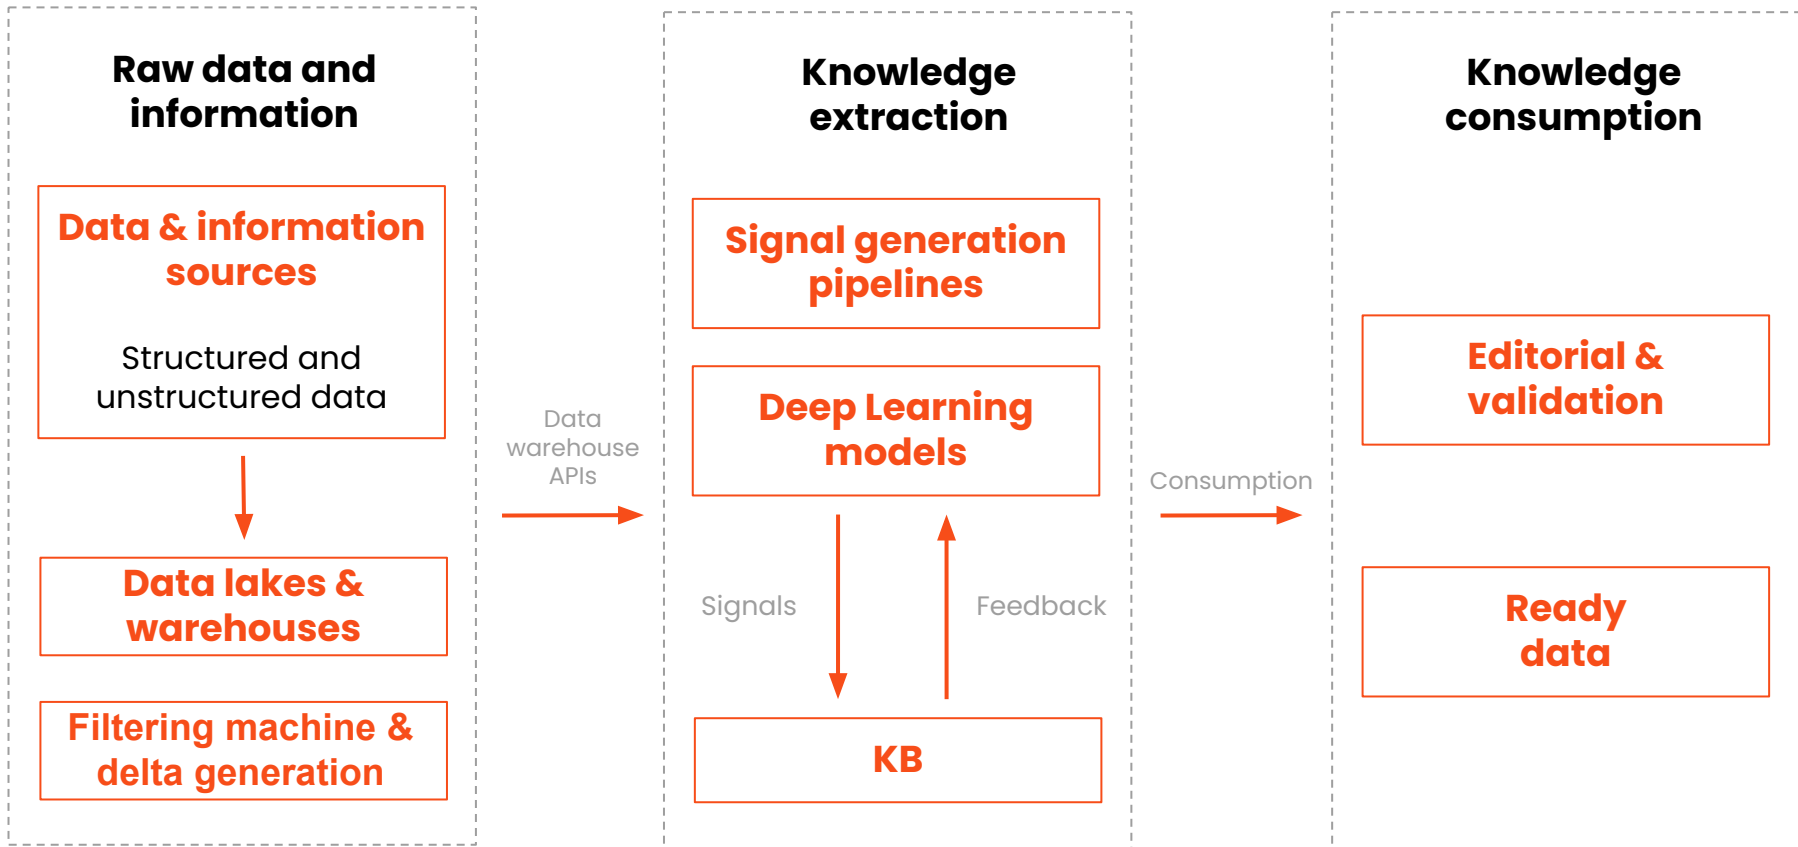 Raw data and
information
Data & information
sources
Structured and
unstructured data
Data lakes &
warehouses
Filtering machine &
delta generation
Data
warehouse
APIs
Knowledge
extraction
Signal generation
pipelines
Deep Learning
models
Signals
Feedback
KB
Consumption
Knowledge
consumption
Editorial &
validation
Ready
data